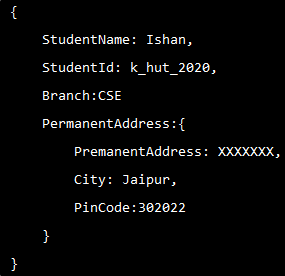 {
StudentName: Ishan,
StudentId: k_hut_2020,
Branch:CSE
PermanentAddress:{
PremanentAddress: XXXXXXX,
City: Jaipur,
PinCode:302022
}
}